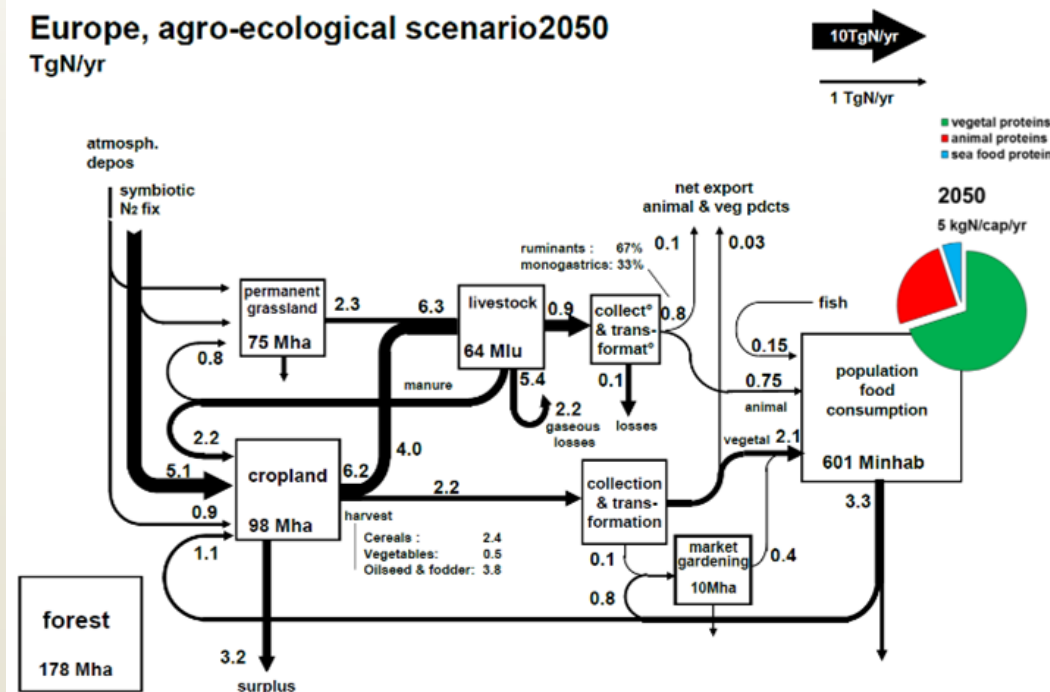 Europe, agro-ecological scenario2050
TgN/yr
10TgN/yr
1 TgN/yr
vegetal proteins
animal proteins
sea food protein
2050
5 kgN/cap/yr
atmosph.
depos
symbiotic
N₂ fix
net export
animal & veg pdcts
0.1
0.03
ruminants : 67%
monogastrics: 33%
permanent
grassland
75 Mha
2.3
6.3
livestock
64 Mlu
0.9
collect°
& trans-
format°
0.8
fish
0.15
0.8
manure
5.4
2.2
gaseous
losses
0.1
losses
0.75
animal
population
food
consumption
601 Minhab
2.2
5.1
cropland
98 Mha
6.2
4.0
2.2
collection
& trans-
formation
vegetal
2.1
3.3
0.9
1.1
harvest
Cereals : 2.4
Vegetables: 0.5
Oilseed & fodder: 3.8
0.1
0.8
market
gardening
10Mha
0.4
forest
178 Mha
3.2
surplus